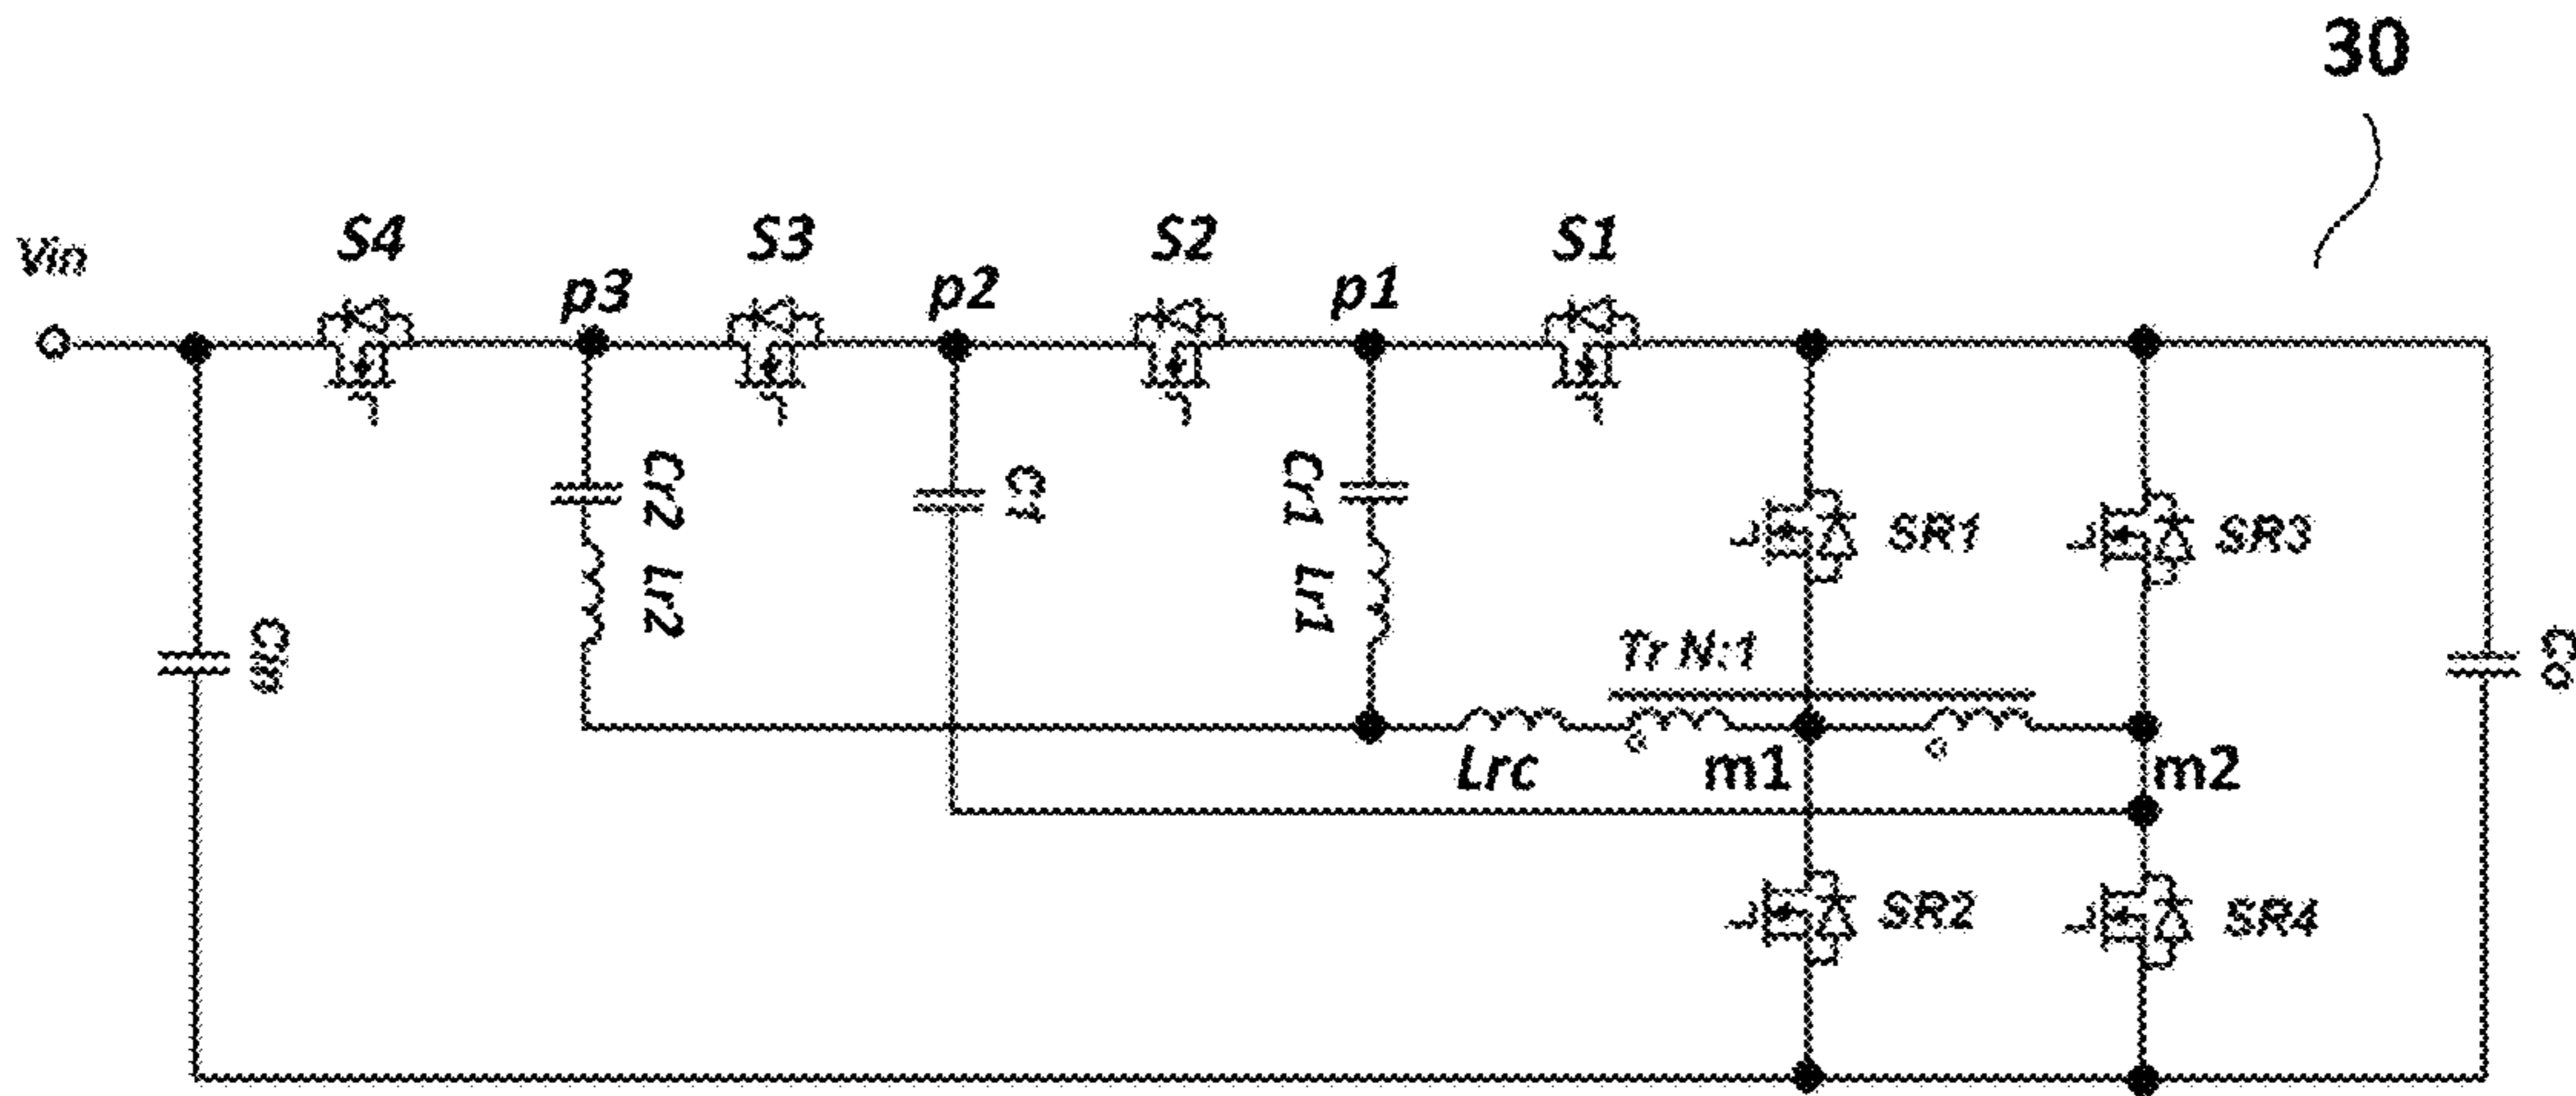 30
Vin
S4
p3
S3
p2
S2
p1
S1
Cr2
Lr2
C1
Cr1
Lr1
SR1
SR3
Cin
Tr N:1
Co
Lrc
m1
m2
SR2
SR4